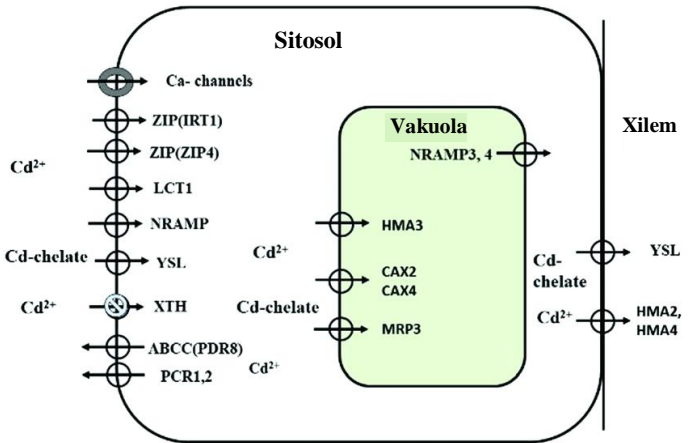 Sitosol
Ca- channels
ZIP(IRT1)
ZIP(ZIP4)
Cd²⁺
LCT1
NRAMP
Cd-chelate
YSL
Cd²⁺
XTH
ABCC(PDR8)
PCR1,2
Cd²⁺
Vakuola
NRAMP3, 4
HMA3
Cd²⁺
CAX2
CAX4
Cd-chelate
MRP3
Xilem
Cd-
chelate
YSL
Cd²⁺
HMA2,
HMA4